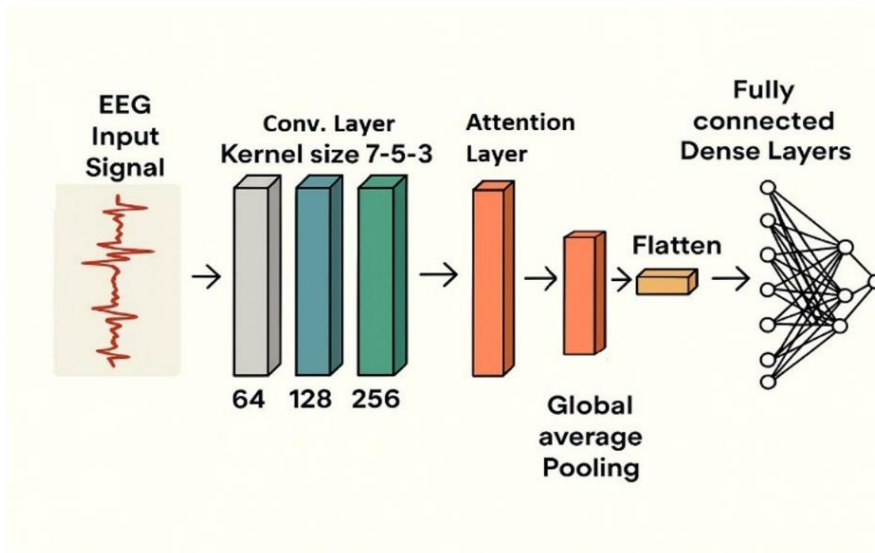 EEG
Input
Signal
Conv. Layer
Kernel size 7-5-3
64 128 256
Attention
Layer
Global
average
Pooling
Flatten
Fully
connected
Dense Layers